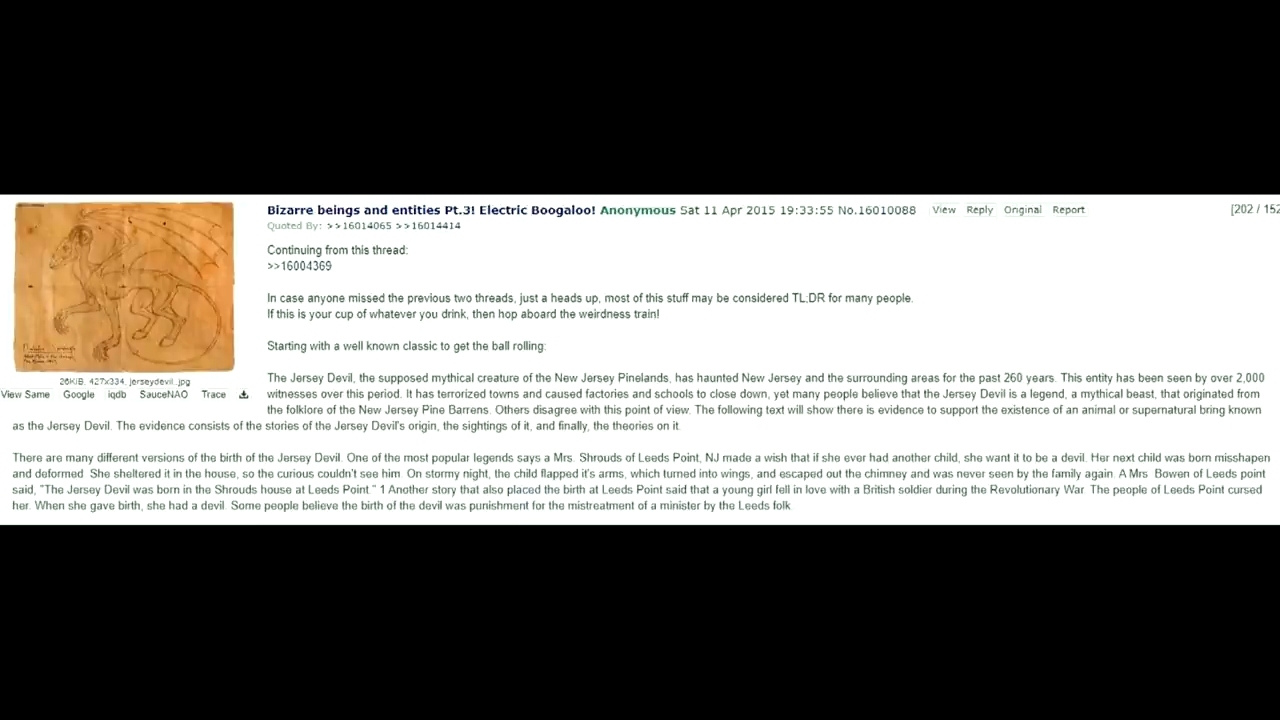 Bizarre beings and entities Pt.3! Electric Boogaloo! Anonymous Sat 11 Apr 2015 19:33:55 No.16010088 View Reply Original Report [202 / 152
Quoted By: >>16014065 >>16014414
Continuing from this thread:
>>16004369
In case anyone missed the previous two threads, just a heads up, most of this stuff may be considered TL;DR for many people.
If this is your cup of whatever you drink, then hop aboard the weirdness train!
Starting with a well known classic to get the ball rolling:
26KiB, 427x334, jerseydevil.jpg
View Same Google iqdb SauceNAO Trace
The Jersey Devil, the supposed mythical creature of the New Jersey Pinelands, has haunted New Jersey and the surrounding areas for the past 260 years. This entity has been seen by over 2,000
witnesses over this period. It has terrorized towns and caused factories and schools to close down, yet many people believe that the Jersey Devil is a legend, a mythical beast, that originated from
the folklore of the New Jersey Pine Barrens. Others disagree with this point of view. The following text will show there is evidence to support the existence of an animal or supernatural bring known
as the Jersey Devil. The evidence consists of the stories of the Jersey Devil's origin, the sightings of it, and finally, the theories on it.
There are many different versions of the birth of the Jersey Devil. One of the most popular legends says a Mrs. Shrouds of Leeds Point, NJ made a wish that if she ever had another child, she want it to be a devil. Her next child was born misshapen
and deformed. She sheltered it in the house, so the curious couldn't see him. On stormy night, the child flapped it's arms, which turned into wings, and escaped out the chimney and was never seen by the family again. A Mrs. Bowen of Leeds point
said, "The Jersey Devil was born in the Shrouds house at Leeds Point." 1 Another story that also placed the birth at Leeds Point said that a young girl fell in love with a British soldier during the Revolutionary War. The people of Leeds Point cursed
her. When she gave birth, she had a devil. Some people believe the birth of the devil was punishment for the mistreatment of a minister by the Leeds folk.